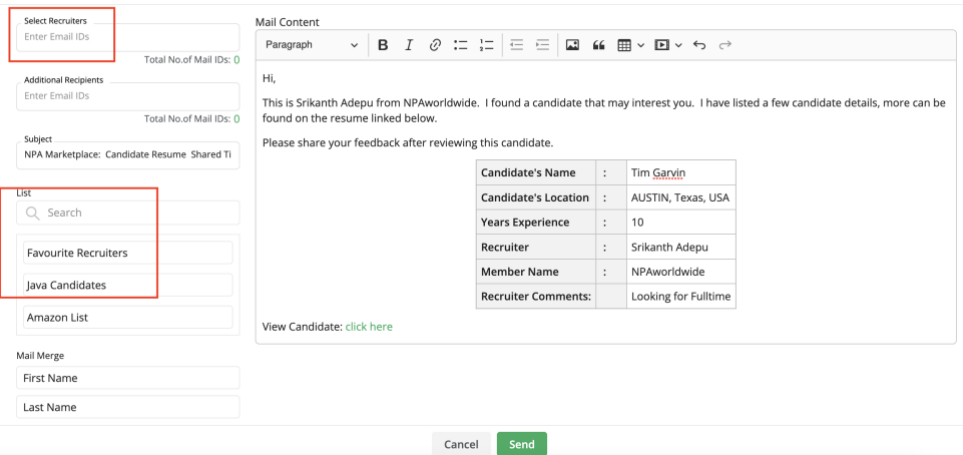 Select Recruiters
Enter Email IDs
Total No.of Mail IDs: 0
Additional Recipients
Enter Email IDs
Total No.of Mail IDs: 0
Subject
NPA Marketplace:  Candidate Resume  Shared Ti
List
Search
Favourite Recruiters
Java Candidates
Amazon List
Mail Merge
First Name
Last Name
Mail Content
Paragraph
Hi,
This is Srikanth Adepu from NPAworldwide.  I found a candidate that may interest you.  I have listed a few candidate details, more can be
found on the resume linked below.
Please share your feedback after reviewing this candidate.
Candidate's Name : Tim Garvin
Candidate's Location : AUSTIN, Texas, USA
Years Experience : 10
Recruiter : Srikanth Adepu
Member Name : NPAworldwide
Recruiter Comments: Looking for Fulltime
View Candidate: click here
Cancel
Send